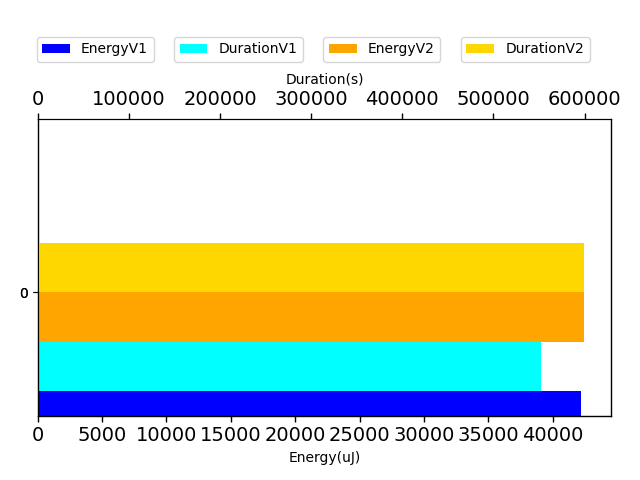 EnergyV1 DurationV1 EnergyV2 DurationV2
Duration(s)
0 100000 200000 300000 400000 500000 600000
0
0 5000 10000 15000 20000 25000 30000 35000 40000
Energy(uJ)